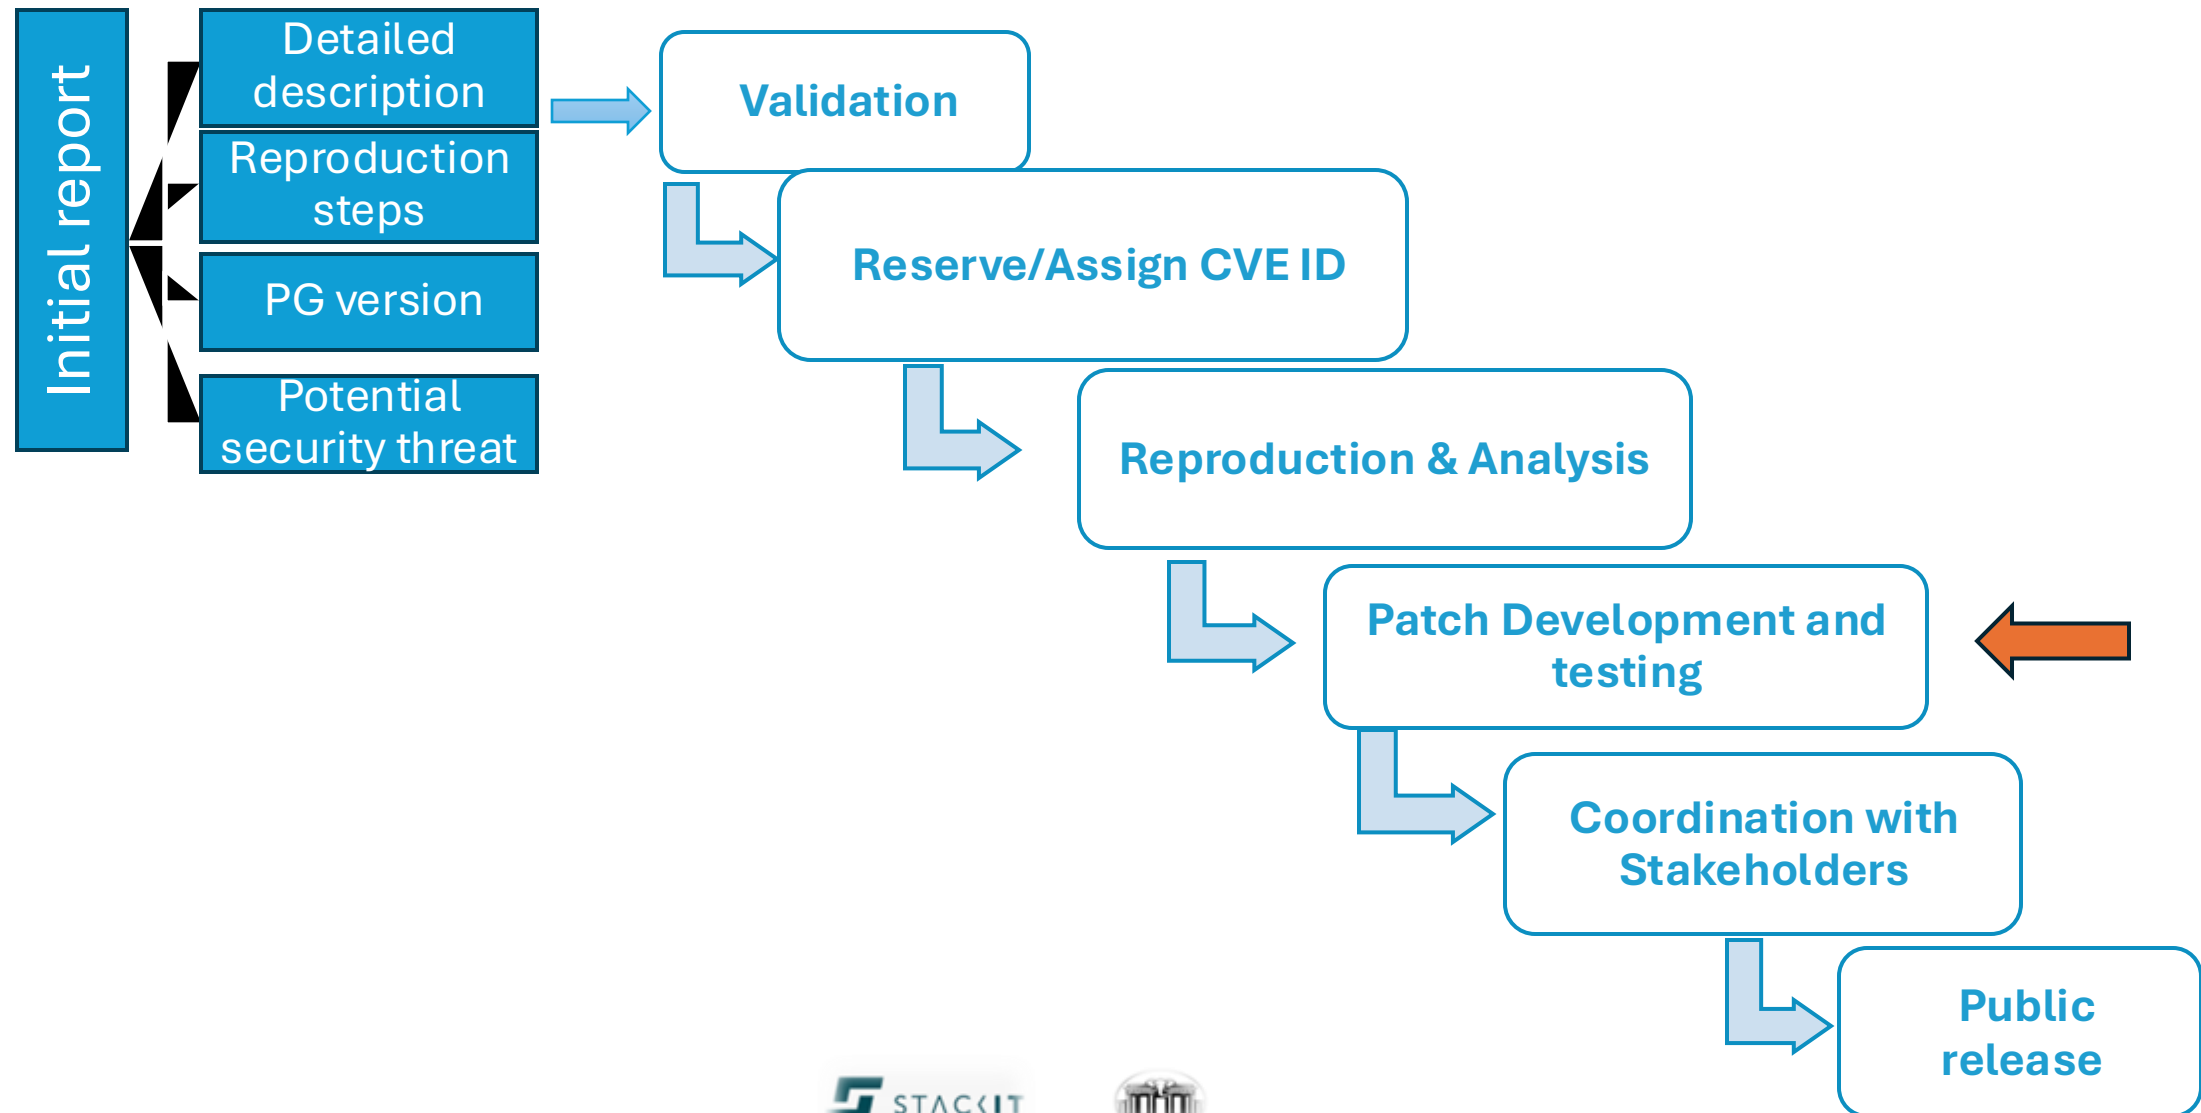 Initial report
Detailed
description
Reproduction
steps
PG version
Potential
security threat
Validation
Reserve/Assign CVE ID
Reproduction & Analysis
Patch Development and
testing
Coordination with
Stakeholders
Public
release
STACKIT